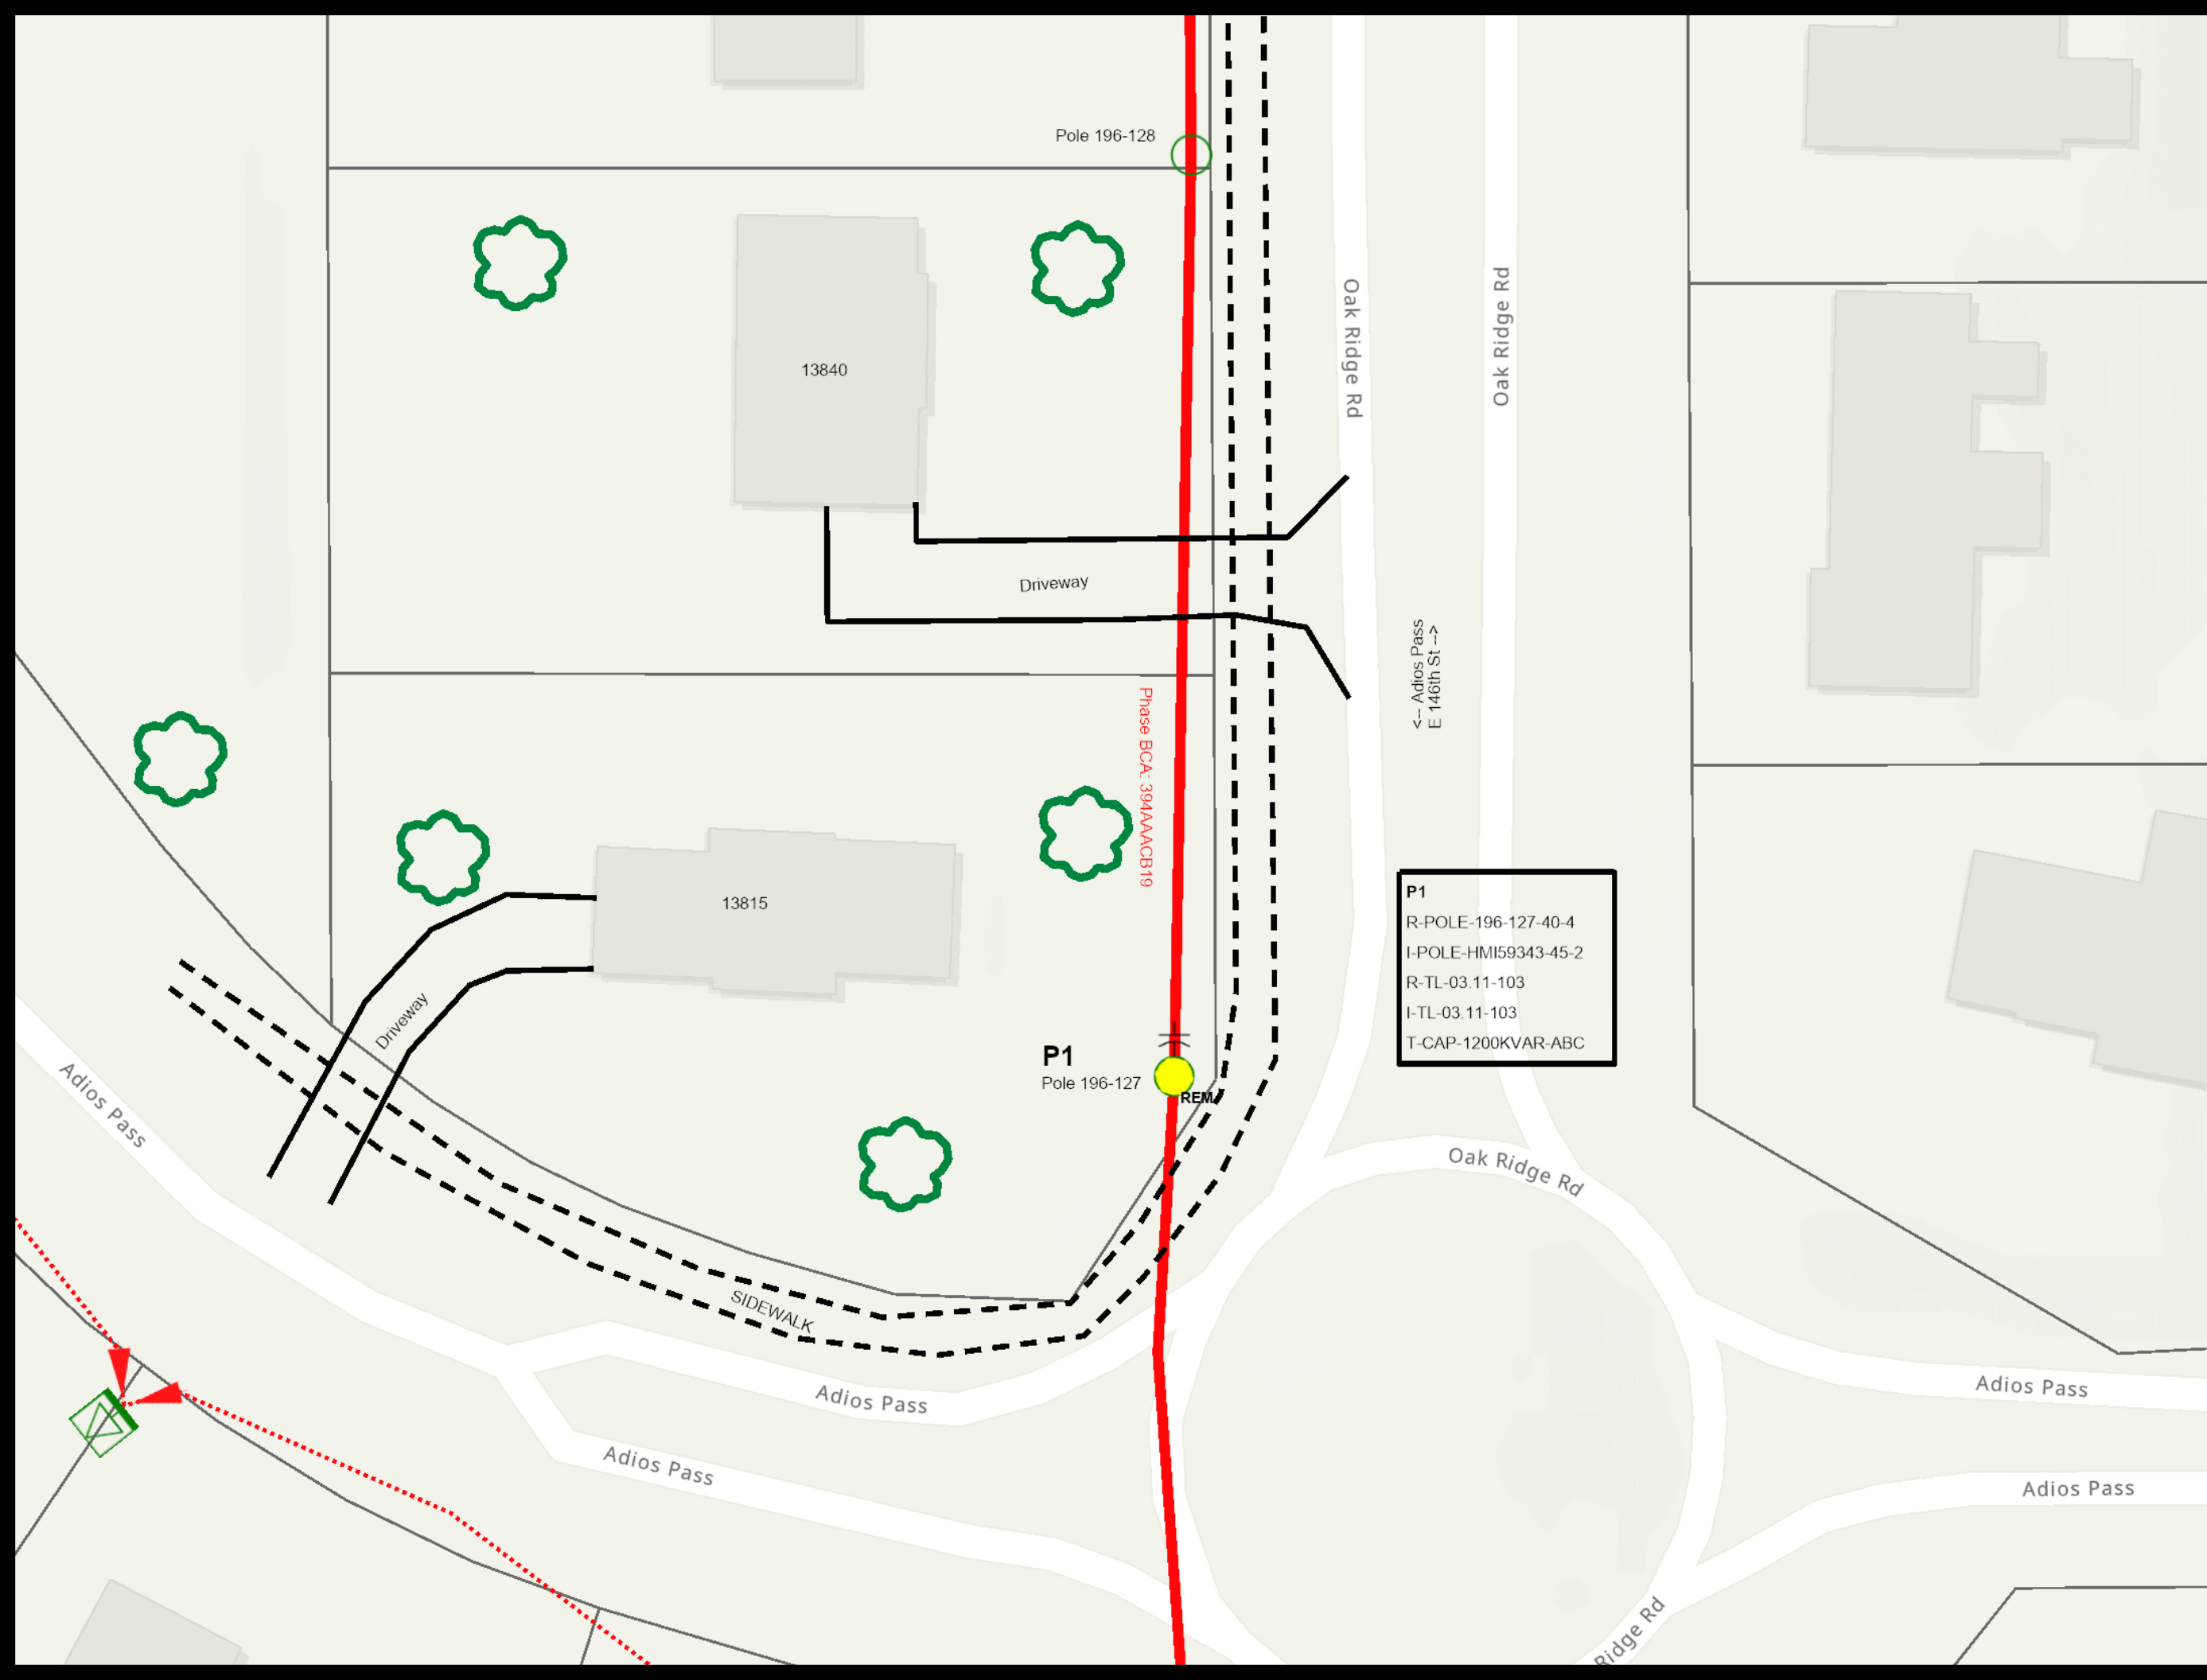 Pole 196-128
Oak Ridge Rd
Oak Ridge Rd
13840
Driveway
<-- Adios Pass
E 146th St -->
Phase BCA: 394AAACB19
13815
Driveway
P1
R-POLE-196-127-40-4
I-POLE-HMI59343-45-2
R-TL-03.11-103
I-TL-03.11-103
T-CAP-1200KVAR-ABC
P1
Pole 196-127
REM
Adios Pass
Oak Ridge Rd
SIDEWALK
Adios Pass
Adios Pass
Adios Pass
Adios Pass
Ridge Rd